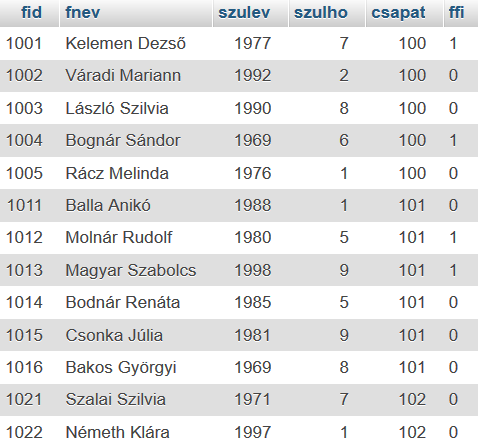 fid fnev szulev szulho csapat ffi
1001 Kelemen Dezső 1977 7 100 1
1002 Váradi Mariann 1992 2 100 0
1003 László Szilvia 1990 8 100 0
1004 Bognár Sándor 1969 6 100 1
1005 Rácz Melinda 1976 1 100 0
1011 Balla Anikó 1988 1 101 0
1012 Molnár Rudolf 1980 5 101 1
1013 Magyar Szabolcs 1998 9 101 1
1014 Bodnár Renáta 1985 5 101 0
1015 Csonka Júlia 1981 9 101 0
1016 Bakos Györgyi 1969 8 101 0
1021 Szalai Szilvia 1971 7 102 0
1022 Németh Klára 1997 1 102 0